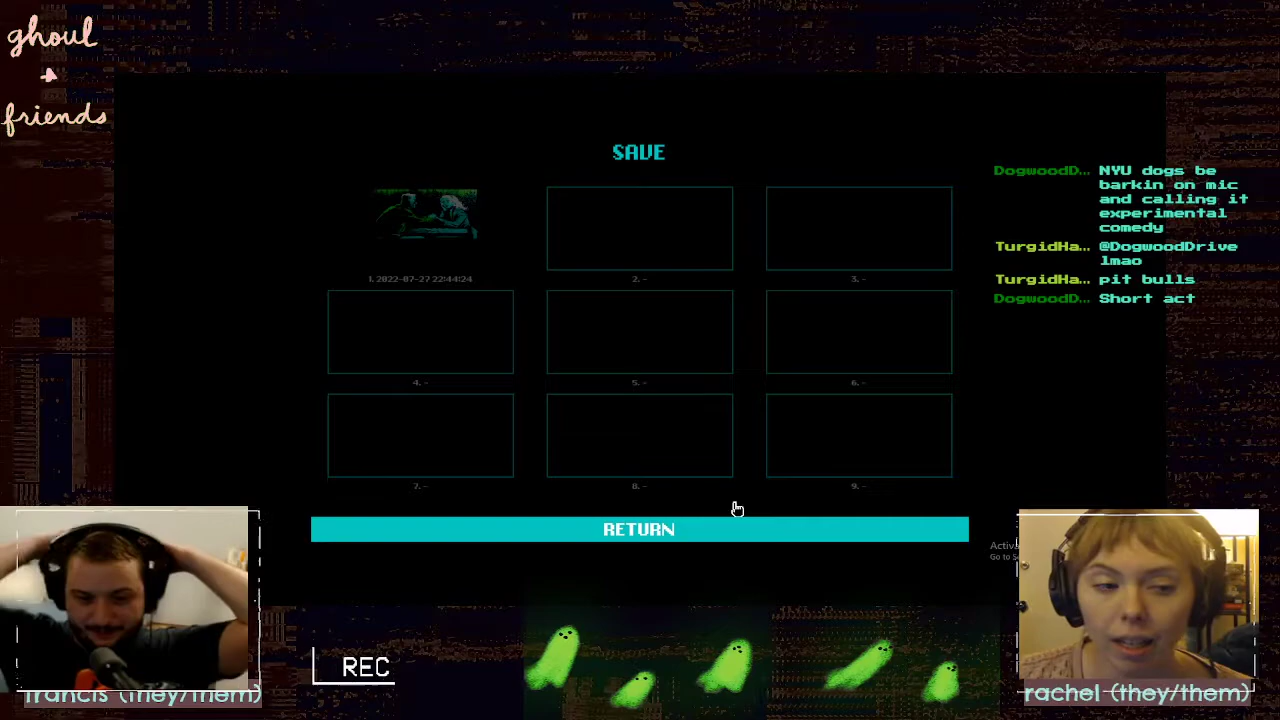 ghoul
+
friends
SAVE
1. 2022-07-27 22:44:24
2. -
3. -
4. -
5. -
6. -
7. -
8. -
9. -
RETURN
DogwoodD... NYU dogs be
barkin on mic
and calling it
experimental
comedy
TurgidHa... @DogwoodDrive
lmao
TurgidHa... pit bulls
DogwoodD... Short act
Go to
REC
francis (they/them)
rachel (they/them)